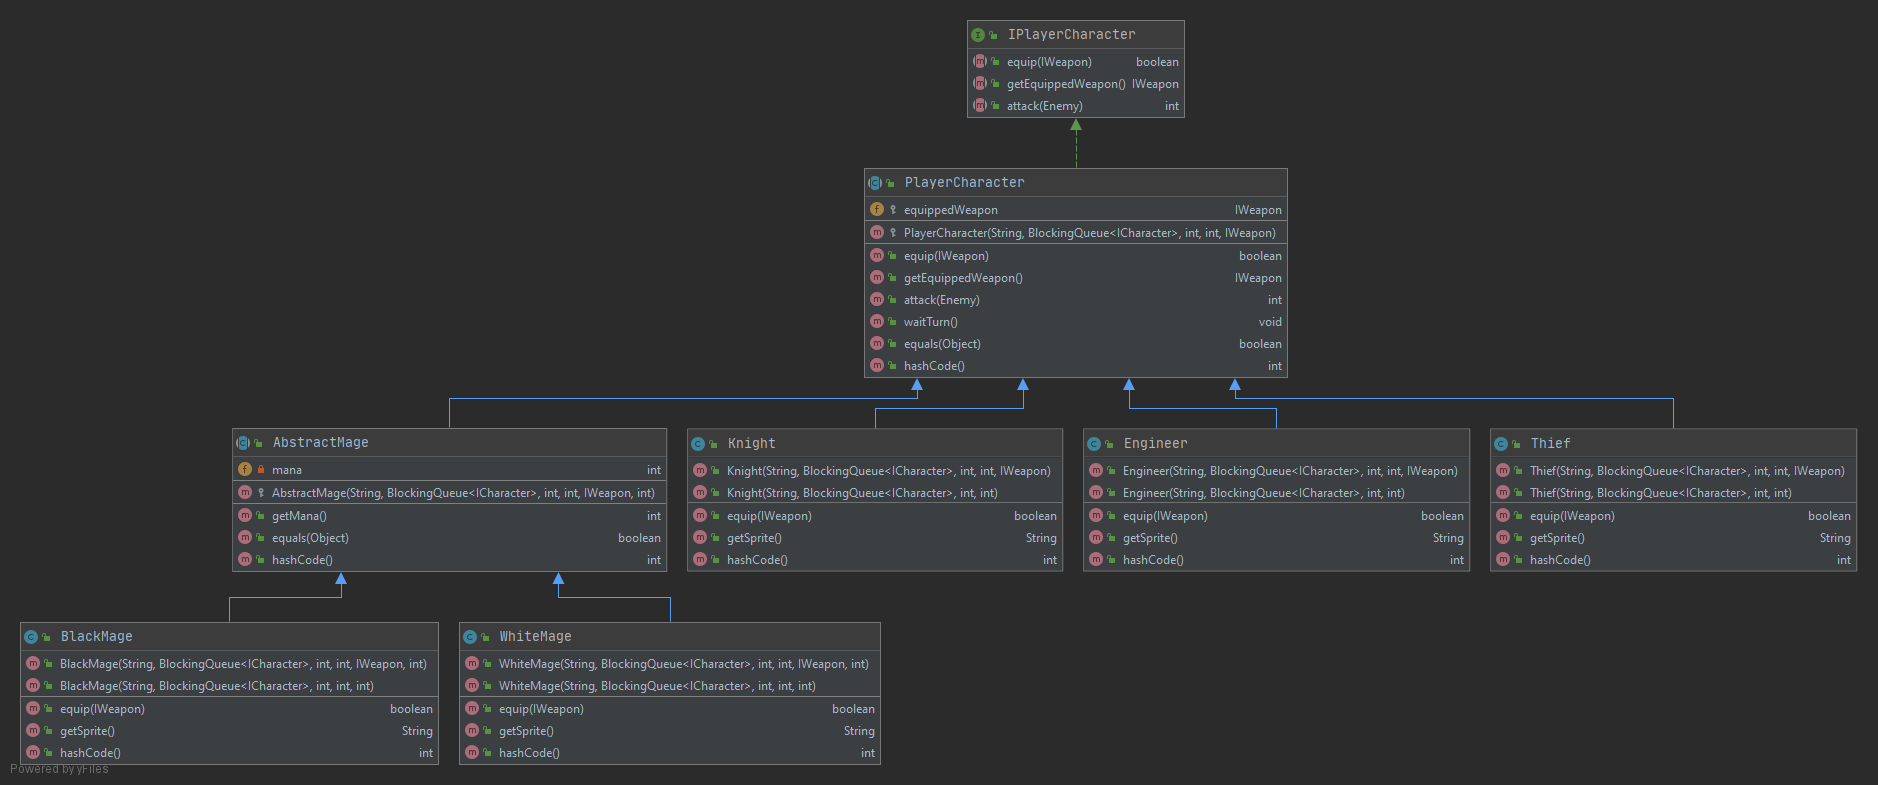 IPlayerCharacter
equip(IWeapon) boolean
getEquippedWeapon() IWeapon
attack(Enemy) int
PlayerCharacter
equippedWeapon IWeapon
PlayerCharacter(String, BlockingQueue<ICharacter>, int, int, IWeapon)
equip(IWeapon) boolean
getEquippedWeapon() IWeapon
attack(Enemy) int
waitTurn() void
equals(Object) boolean
hashCode() int
AbstractMage
mana int
AbstractMage(String, BlockingQueue<ICharacter>, int, int, IWeapon, int)
getMana() int
equals(Object) boolean
hashCode() int
Knight
Knight(String, BlockingQueue<ICharacter>, int, int, IWeapon)
Knight(String, BlockingQueue<ICharacter>, int, int)
equip(IWeapon) boolean
getSprite() String
hashCode() int
Engineer
Engineer(String, BlockingQueue<ICharacter>, int, int, IWeapon)
Engineer(String, BlockingQueue<ICharacter>, int, int)
equip(IWeapon) boolean
getSprite() String
hashCode() int
Thief
Thief(String, BlockingQueue<ICharacter>, int, int, IWeapon)
Thief(String, BlockingQueue<ICharacter>, int, int)
equip(IWeapon) boolean
getSprite() String
hashCode() int
BlackMage
BlackMage(String, BlockingQueue<ICharacter>, int, int, IWeapon, int)
BlackMage(String, BlockingQueue<ICharacter>, int, int, int)
equip(IWeapon) boolean
getSprite() String
hashCode() int
WhiteMage
WhiteMage(String, BlockingQueue<ICharacter>, int, int, IWeapon, int)
WhiteMage(String, BlockingQueue<ICharacter>, int, int, int)
equip(IWeapon) boolean
getSprite() String
hashCode() int
Powered by yFiles